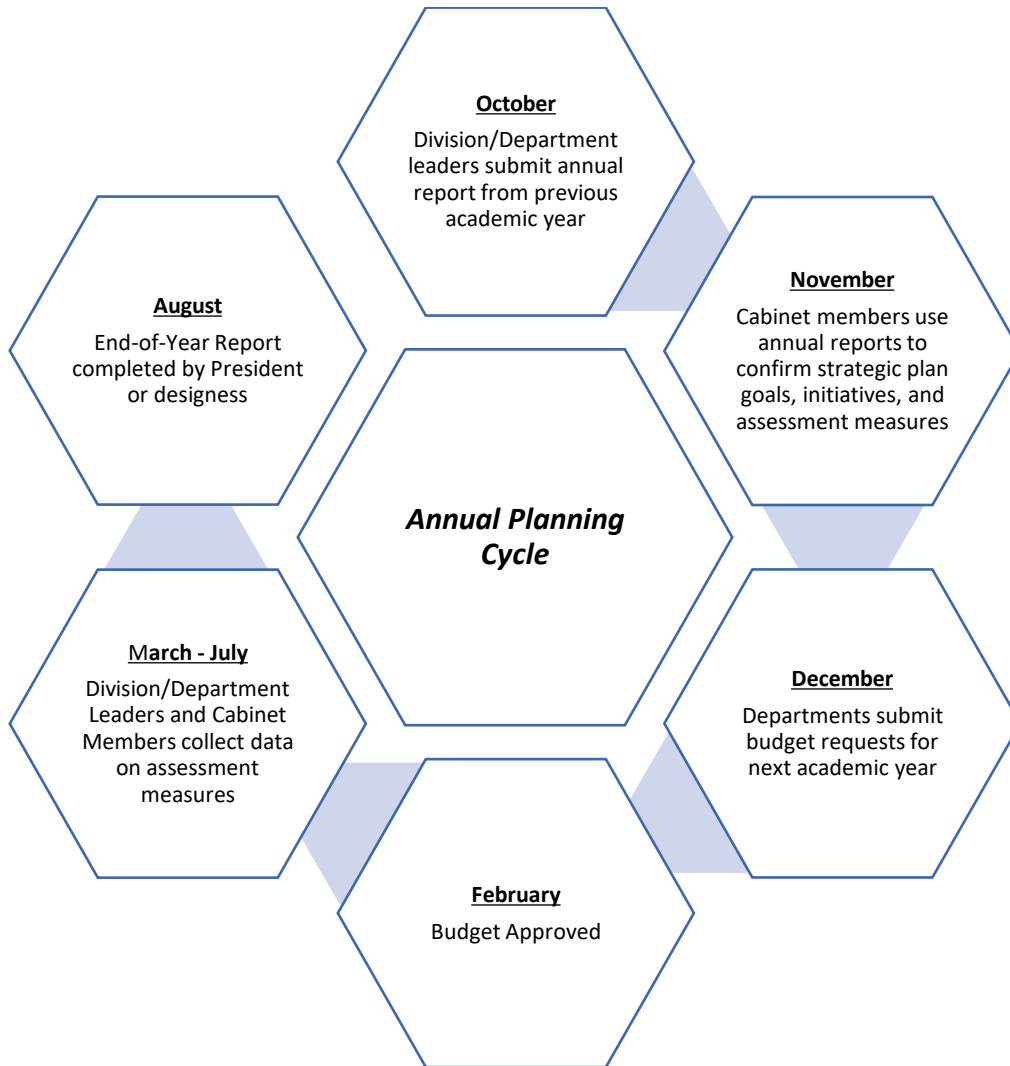 October
Division/Department
leaders submit annual
report from previous
academic year
November
Cabinet members use
annual reports to
confirm strategic plan
goals, initiatives, and
assessment measures
December
Departments submit
budget requests for
next academic year
February
Budget Approved
March - July
Division/Department
Leaders and Cabinet
Members collect data
on assessment
measures
August
End-of-Year Report
completed by President
or designess
Annual Planning
Cycle